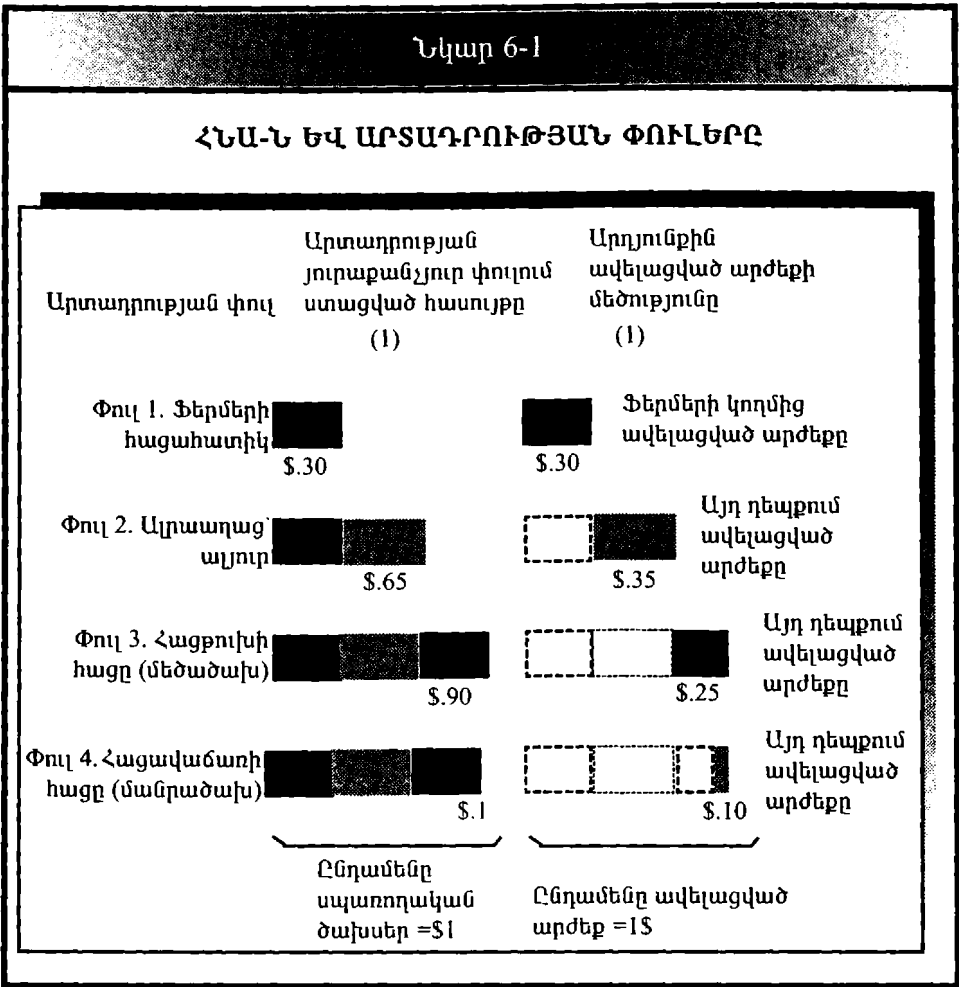 Նկար 6-1
ՀՆԱ-Ն ԵՎ ԱՐՏԱԴՐՈՒԹՅԱՆ ՓՈՒԼԵՐԸ
Արտադրության փուլ
Արտադրության
յուրաքանչյուր փուլում
ստացված հասույթը
(1)
Արդյունքին
ավելացված արժեքի
մեծությունը
(1)
Փուլ 1. Ֆերմերի
հացահատիկ
$.30
$.30
Ֆերմերի կողմից
ավելացված արժեքը
Փուլ 2. Ալրաաղաց՝
ալյուր
$.65
$.35
Այդ դեպքում
ավելացված
արժեքը
Փուլ 3. Հացթուխի
հացը (մեծածախ)
$.90
$.25
Այդ դեպքում
ավելացված
արժեքը
Փուլ 4. Հացավաճառի
հացը (մանրածախ)
$.1
$.10
Այդ դեպքում
ավելացված
արժեքը
Ընդամենը
սպառողական
ծախսեր =$1
Ընդամենը ավելացված
արժեք =1$